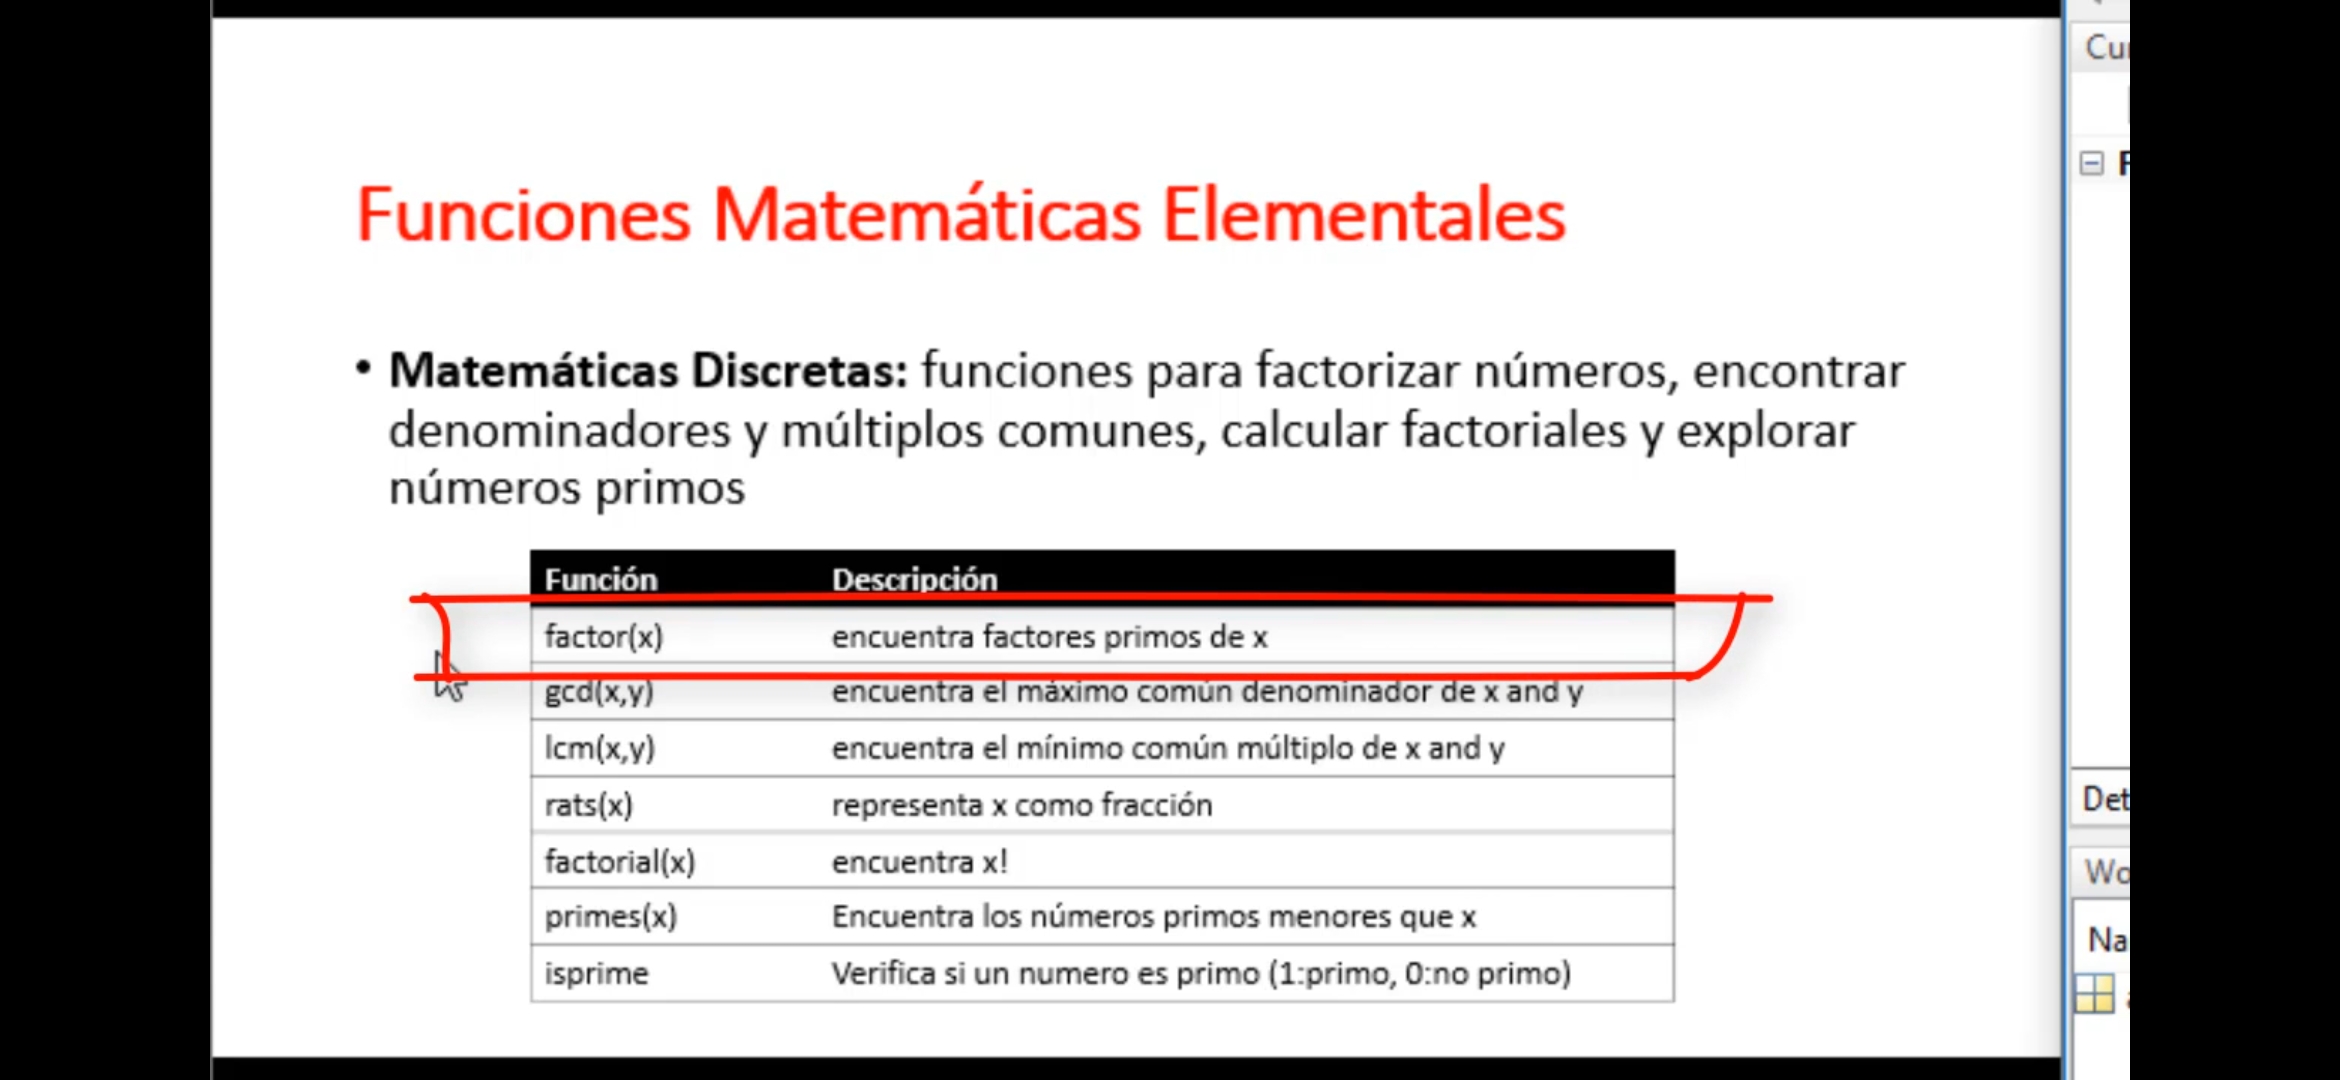 Funciones Matemáticas Elementales
• Matemáticas Discretas: funciones para factorizar números, encontrar
denominadores y múltiplos comunes, calcular factoriales y explorar
números primos
Función Descripción
factor(x) encuentra factores primos de x
gcd(x,y) encuentra el máximo común denominador de x and y
lcm(x,y) encuentra el mínimo común múltiplo de x and y
rats(x) representa x como fracción
factorial(x) encuentra x!
primes(x) Encuentra los números primos menores que x
isprime Verifica si un numero es primo (1:primo, 0:no primo)
Det
Wo
Na